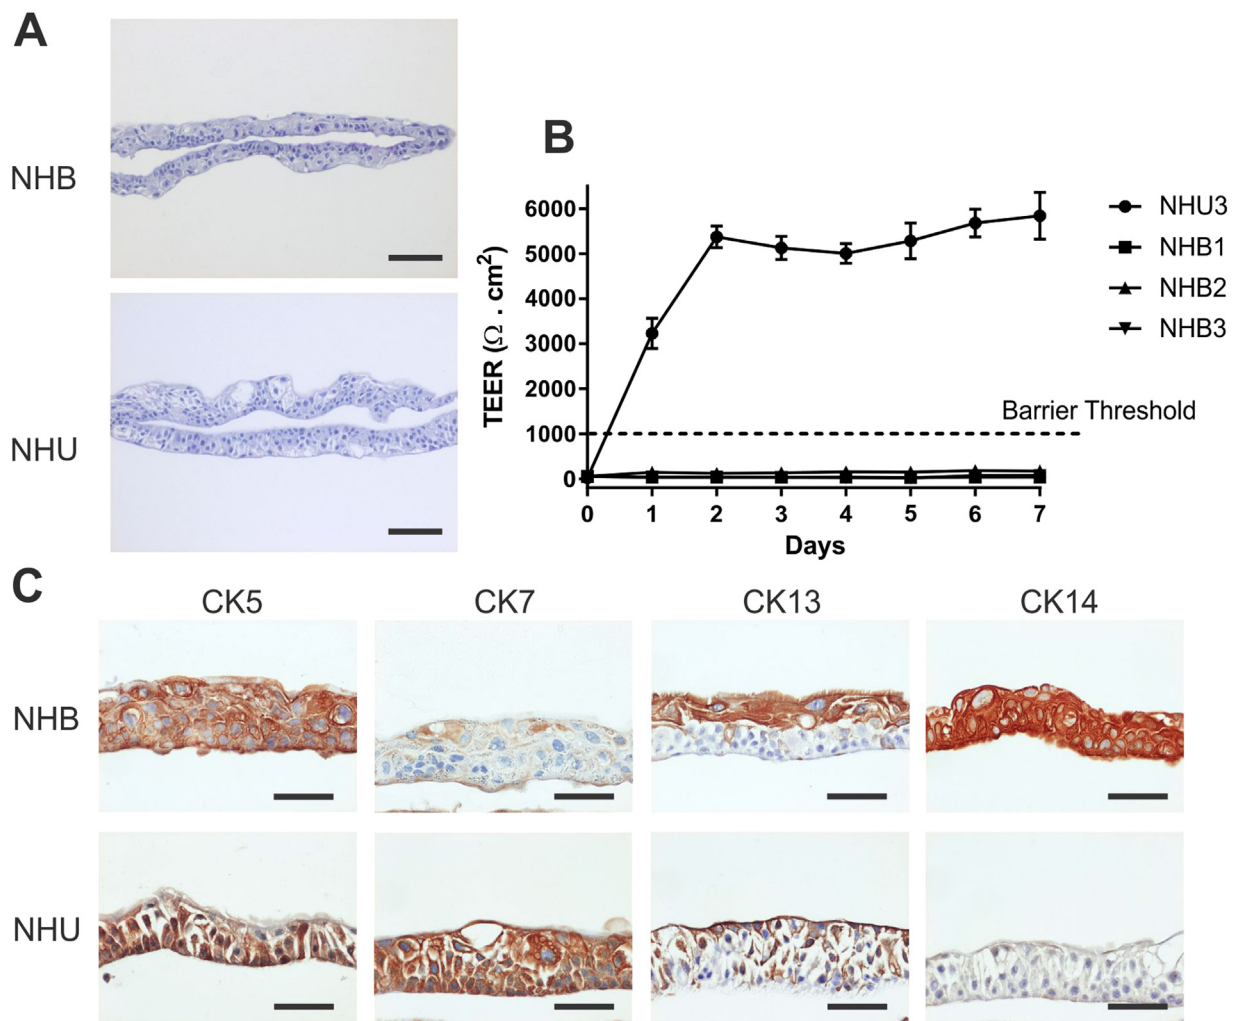 A
NHB
NHU
B
TEER (Ω . cm²)
6000
5000
4000
3000
2000
1000
0
Barrier Threshold
0 1 2 3 4 5 6 7
Days
NHU3
NHB1
NHB2
NHB3
C
CK5 CK7 CK13 CK14
NHB
NHU